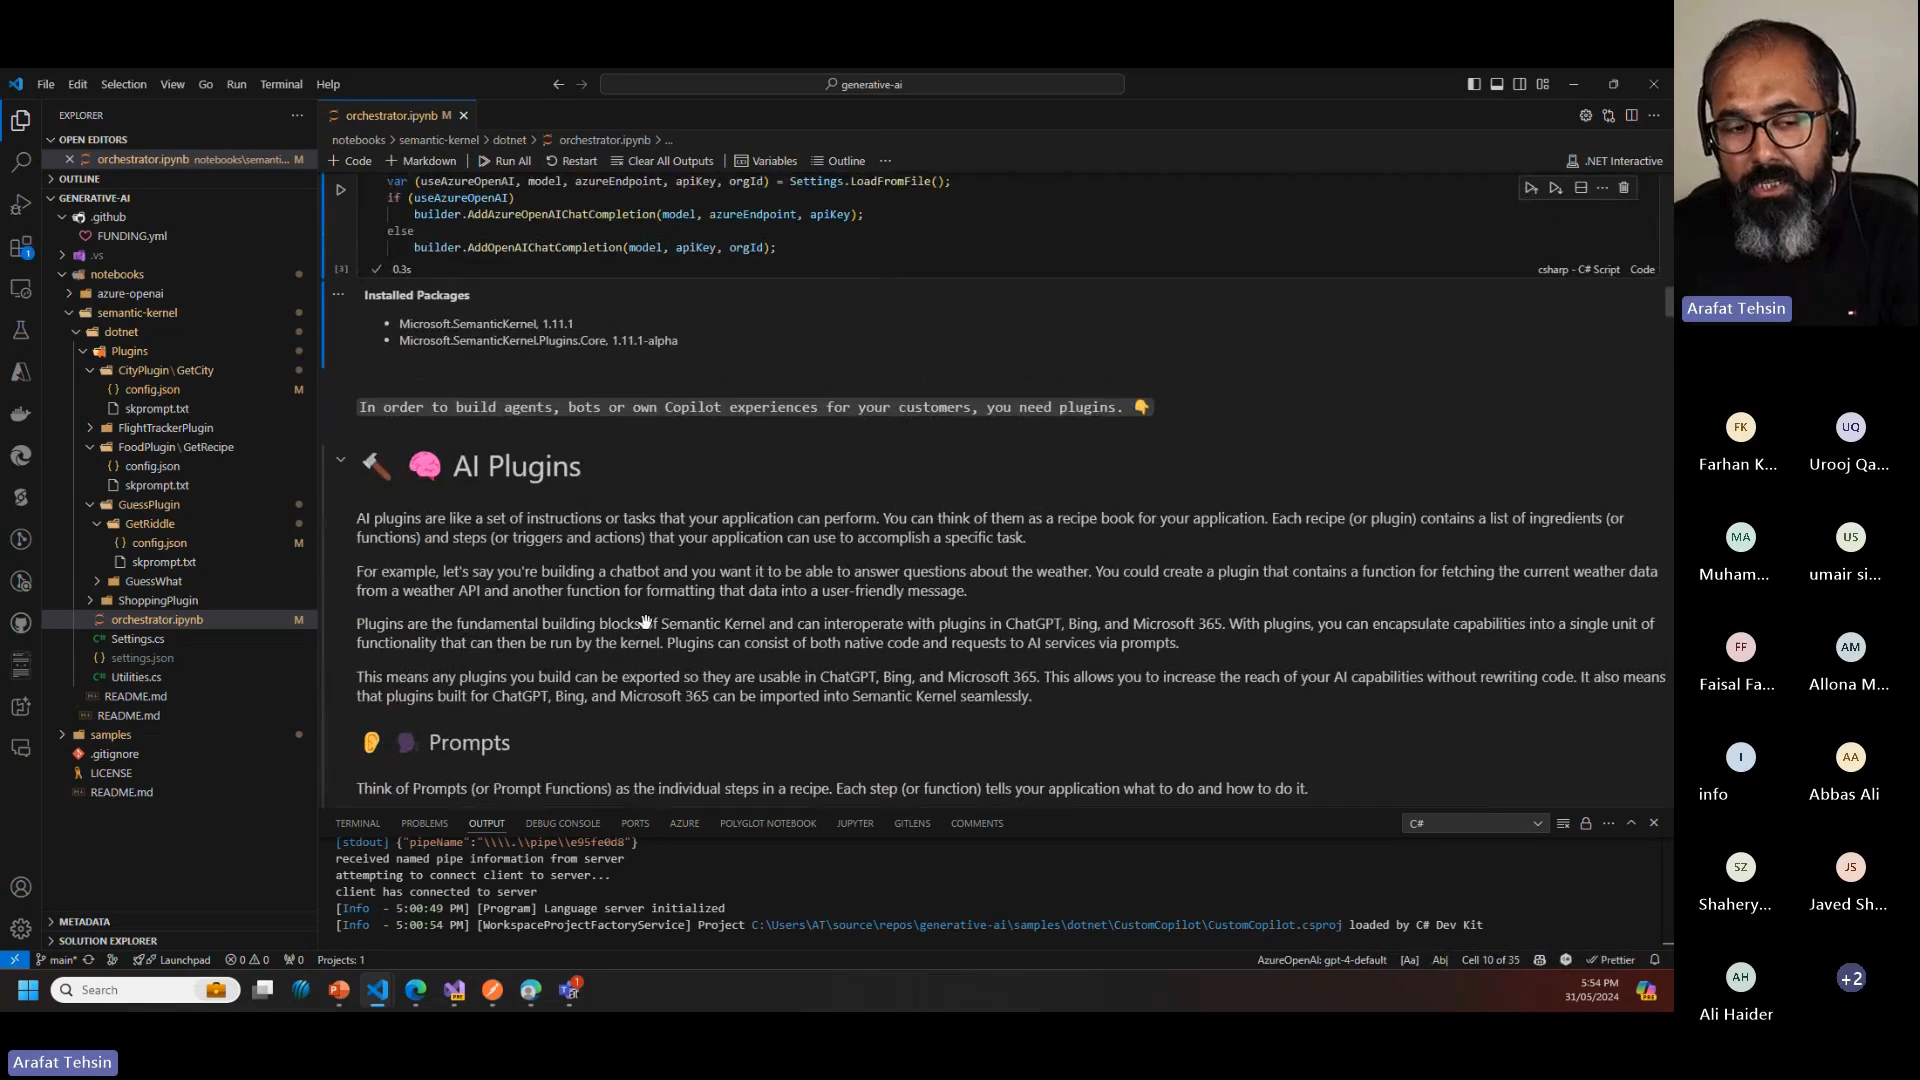 File Edit Selection View Go Run Terminal Help
generative-ai
EXPLORER
OPEN EDITORS
orchestrator.ipynb notebooks\semanti... M
OUTLINE
GENERATIVE-AI
.github
FUNDING.yml
.vs
notebooks
azure-openai
semantic-kernel
dotnet
Plugins
CityPlugin\GetCity
config.json M
skprompt.txt
FlightTrackerPlugin
FoodPlugin\GetRecipe
config.json
skprompt.txt
GuessPlugin
GetRiddle
config.json M
skprompt.txt
GuessWhat
ShoppingPlugin
orchestrator.ipynb M
Settings.cs
settings.json
Utilities.cs
README.md
README.md
samples
.gitignore
LICENSE
README.md
METADATA
SOLUTION EXPLORER
orchestrator.ipynb M
notebooks > semantic-kernel > dotnet > orchestrator.ipynb > ...
+ Code + Markdown Run All Restart Clear All Outputs Variables Outline ... .NET Interactive
var (useAzureOpenAI, model, azureEndpoint, apiKey, orgId) = Settings.LoadFromFile();
if (useAzureOpenAI)
builder.AddAzureOpenAIChatCompletion(model, azureEndpoint, apiKey);
else
builder.AddOpenAIChatCompletion(model, apiKey, orgId);
[3] 0.3s csharp - C# Script Code
Installed Packages
• Microsoft.SemanticKernel, 1.11.1
• Microsoft.SemanticKernel.Plugins.Core, 1.11.1-alpha
In order to build agents, bots or own Copilot experiences for your customers, you need plugins. 👇
🔨 🧠 AI Plugins
AI plugins are like a set of instructions or tasks that your application can perform. You can think of them as a recipe book for your application. Each recipe (or plugin) contains a list of ingredients (or
functions) and steps (or triggers and actions) that your application can use to accomplish a specific task.
For example, let's say you're building a chatbot and you want it to be able to answer questions about the weather. You could create a plugin that contains a function for fetching the current weather data
from a weather API and another function for formatting that data into a user-friendly message.
Plugins are the fundamental building blocks of Semantic Kernel and can interoperate with plugins in ChatGPT, Bing, and Microsoft 365. With plugins, you can encapsulate capabilities into a single unit of
functionality that can then be run by the kernel. Plugins can consist of both native code and requests to AI services via prompts.
This means any plugins you build can be exported so they are usable in ChatGPT, Bing, and Microsoft 365. This allows you to increase the reach of your AI capabilities without rewriting code. It also means
that plugins built for ChatGPT, Bing, and Microsoft 365 can be imported into Semantic Kernel seamlessly.
👂 🗣 Prompts
Think of Prompts (or Prompt Functions) as the individual steps in a recipe. Each step (or function) tells your application what to do and how to do it.
TERMINAL PROBLEMS OUTPUT DEBUG CONSOLE PORTS AZURE POLYGLOT NOTEBOOK JUPYTER GITLENS COMMENTS C#
[stdout] {"pipeName":"\\\\.\\pipe\\e95fe0d8"}
received named pipe information from server
attempting to connect client to server...
client has connected to server
[Info - 5:00:49 PM] [Program] Language server initialized
[Info - 5:00:54 PM] [WorkspaceProjectFactoryService] Project C:\Users\AT\source\repos\generative-ai\samples\dotnet\CustomCopilot\CustomCopilot.csproj loaded by C# Dev Kit
main* Launchpad 0 0 0 Projects: 1 AzureOpenAI: gpt-4-default [Aa] Ab| Cell 10 of 35 Prettier
Search
5:54 PM
31/05/2024
Arafat Tehsin
Arafat Tehsin
FK UQ
Farhan K... Urooj Qa...
MA US
Muham... umair si...
FF AM
Faisal Fa... Allona M...
I AA
info Abbas Ali
SZ JS
Shahery... Javed Sh...
AH +2
Ali Haider